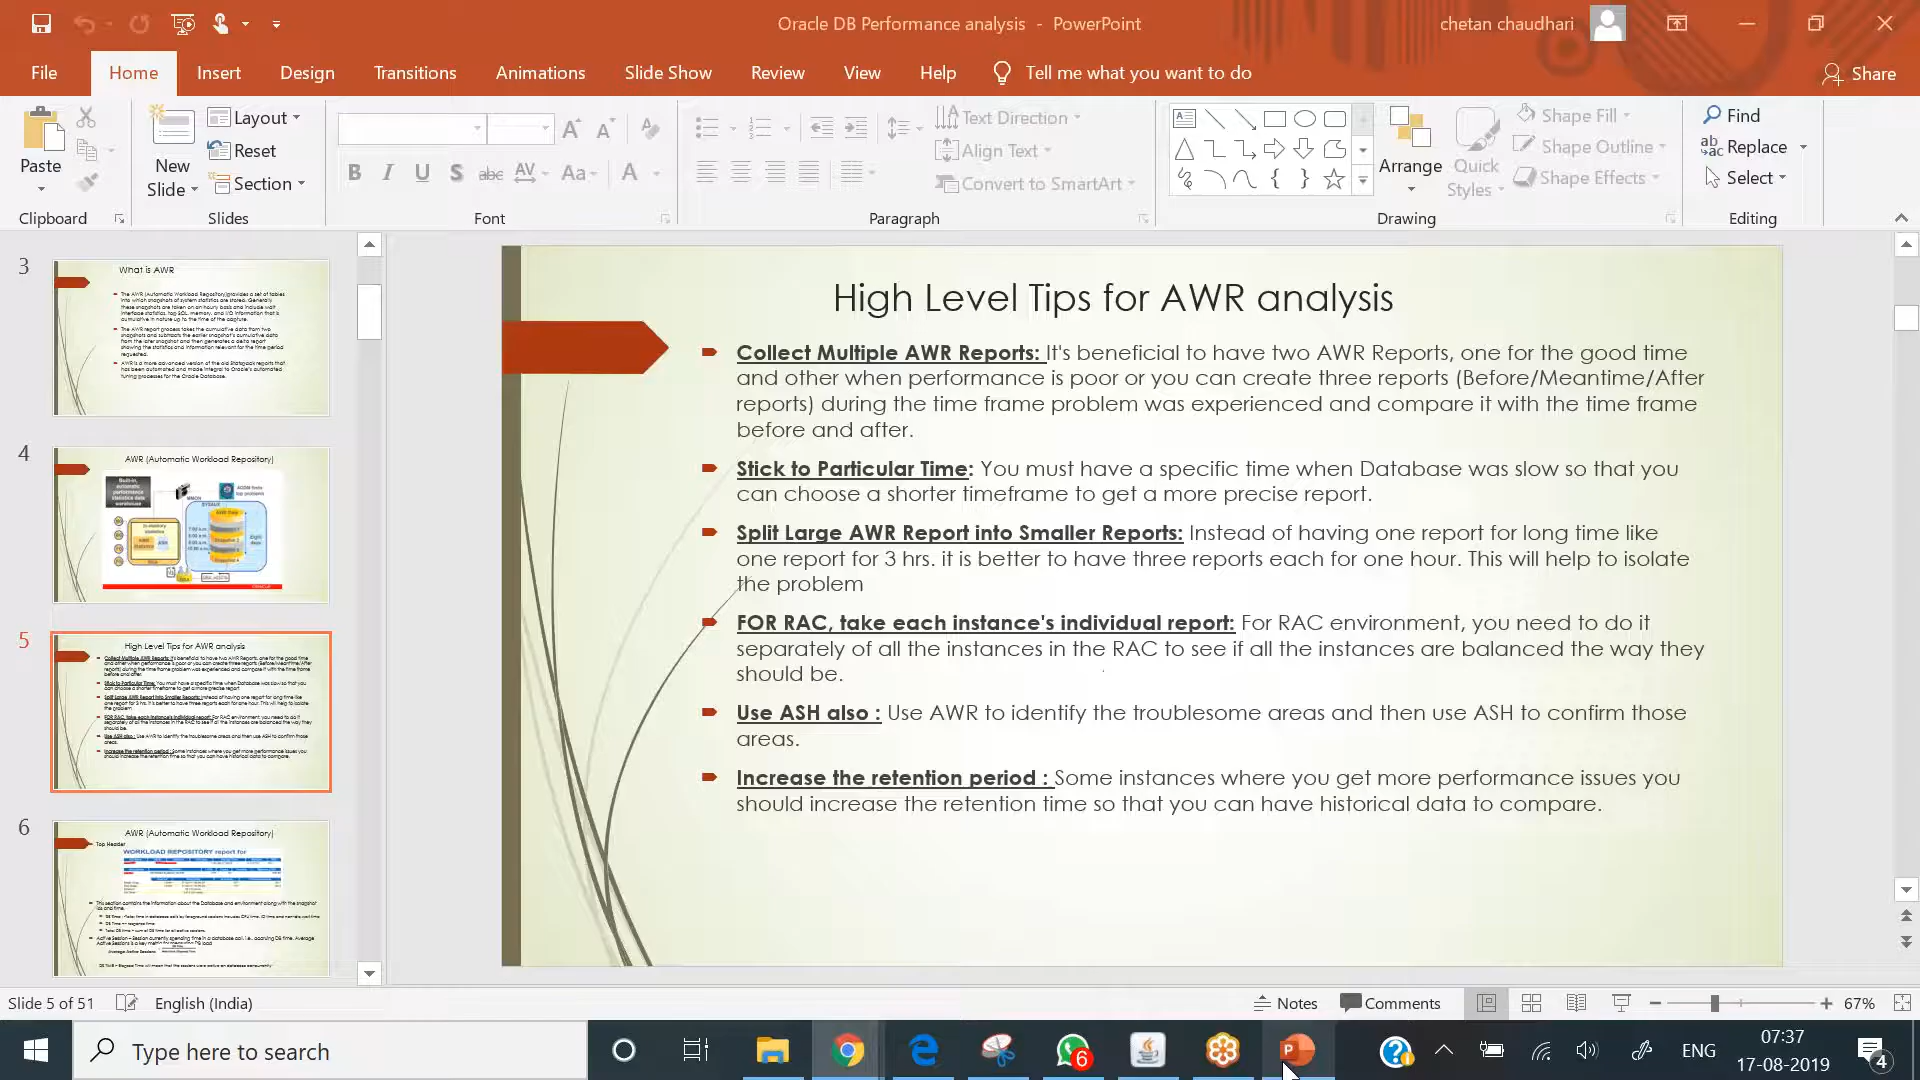 Oracle DB Performance analysis - PowerPoint
chetan chaudhari
File Home Insert Design Transitions Animations Slide Show Review View Help Tell me what you want to do Share
Paste
Clipboard
New
Slide
Layout
Reset
Section
Slides
B I U S abc AV Aa A
Font
Text Direction
Align Text
Convert to SmartArt
Paragraph
Arrange
Quick
Styles
Shape Fill
Shape Outline
Shape Effects
Drawing
Find
Replace
Select
Editing
3
What is AWR
4
AWR (Automatic Workload Repository)
5
High Level Tips for AWR analysis
6
AWR (Automatic Workload Repository)
Top Header
WORKLOAD REPOSITORY report for
High Level Tips for AWR analysis
Collect Multiple AWR Reports: It's beneficial to have two AWR Reports, one for the good time
and other when performance is poor or you can create three reports (Before/Meantime/After
reports) during the time frame problem was experienced and compare it with the time frame
before and after.
Stick to Particular Time: You must have a specific time when Database was slow so that you
can choose a shorter timeframe to get a more precise report.
Split Large AWR Report into Smaller Reports: Instead of having one report for long time like
one report for 3 hrs. it is better to have three reports each for one hour. This will help to isolate
the problem
FOR RAC, take each instance's individual report: For RAC environment, you need to do it
separately of all the instances in the RAC to see if all the instances are balanced the way they
should be.
Use ASH also : Use AWR to identify the troublesome areas and then use ASH to confirm those
areas.
Increase the retention period : Some instances where you get more performance issues you
should increase the retention time so that you can have historical data to compare.
Slide 5 of 51 English (India) Notes Comments 67%
Type here to search
6
ENG
07:37
17-08-2019
4